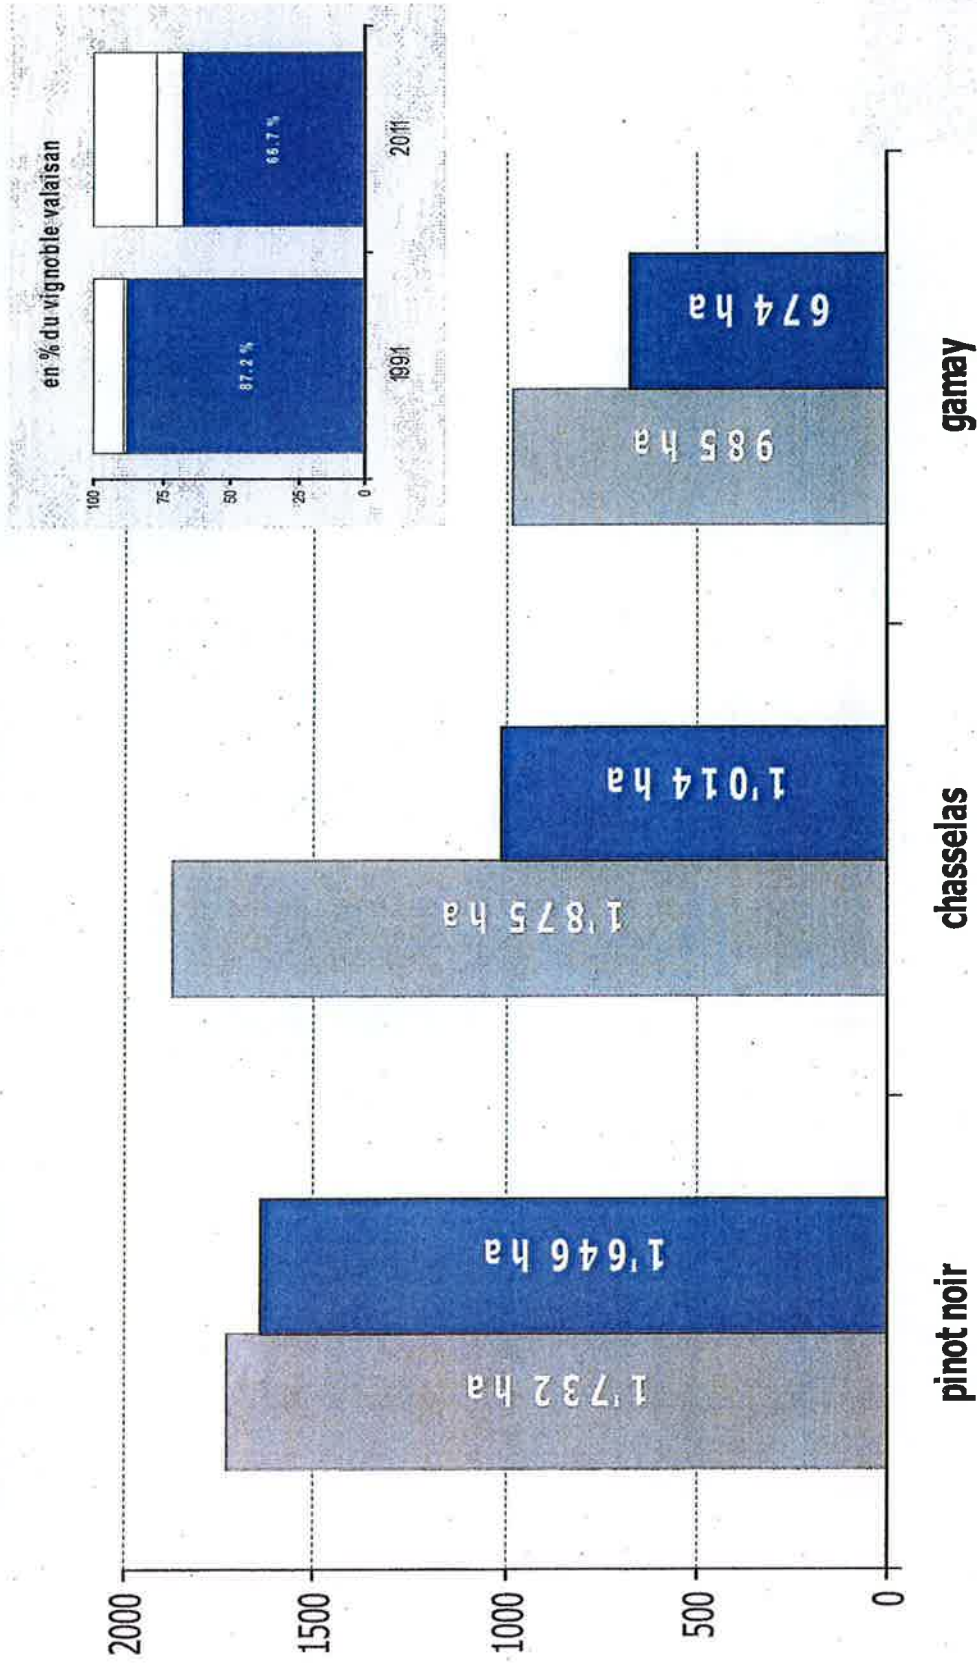 en % du vignoble valaisan
100
75
50
25
0
87.2 %
66.7 %
1991
2011
2000
1500
1000
500
0
1'732 ha
1'646 ha
1'875 ha
1'014 ha
985 ha
674 ha
pinot noir
chasselas
gamay